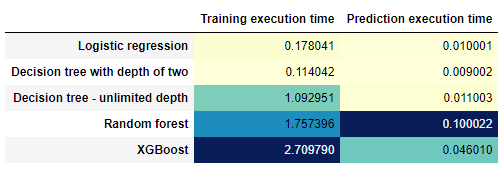 Training execution time Prediction execution time
Logistic regression 0.178041 0.010001
Decision tree with depth of two 0.114042 0.009002
Decision tree - unlimited depth 1.092951 0.011003
Random forest 1.757396 0.100022
XGBoost 2.709790 0.046010